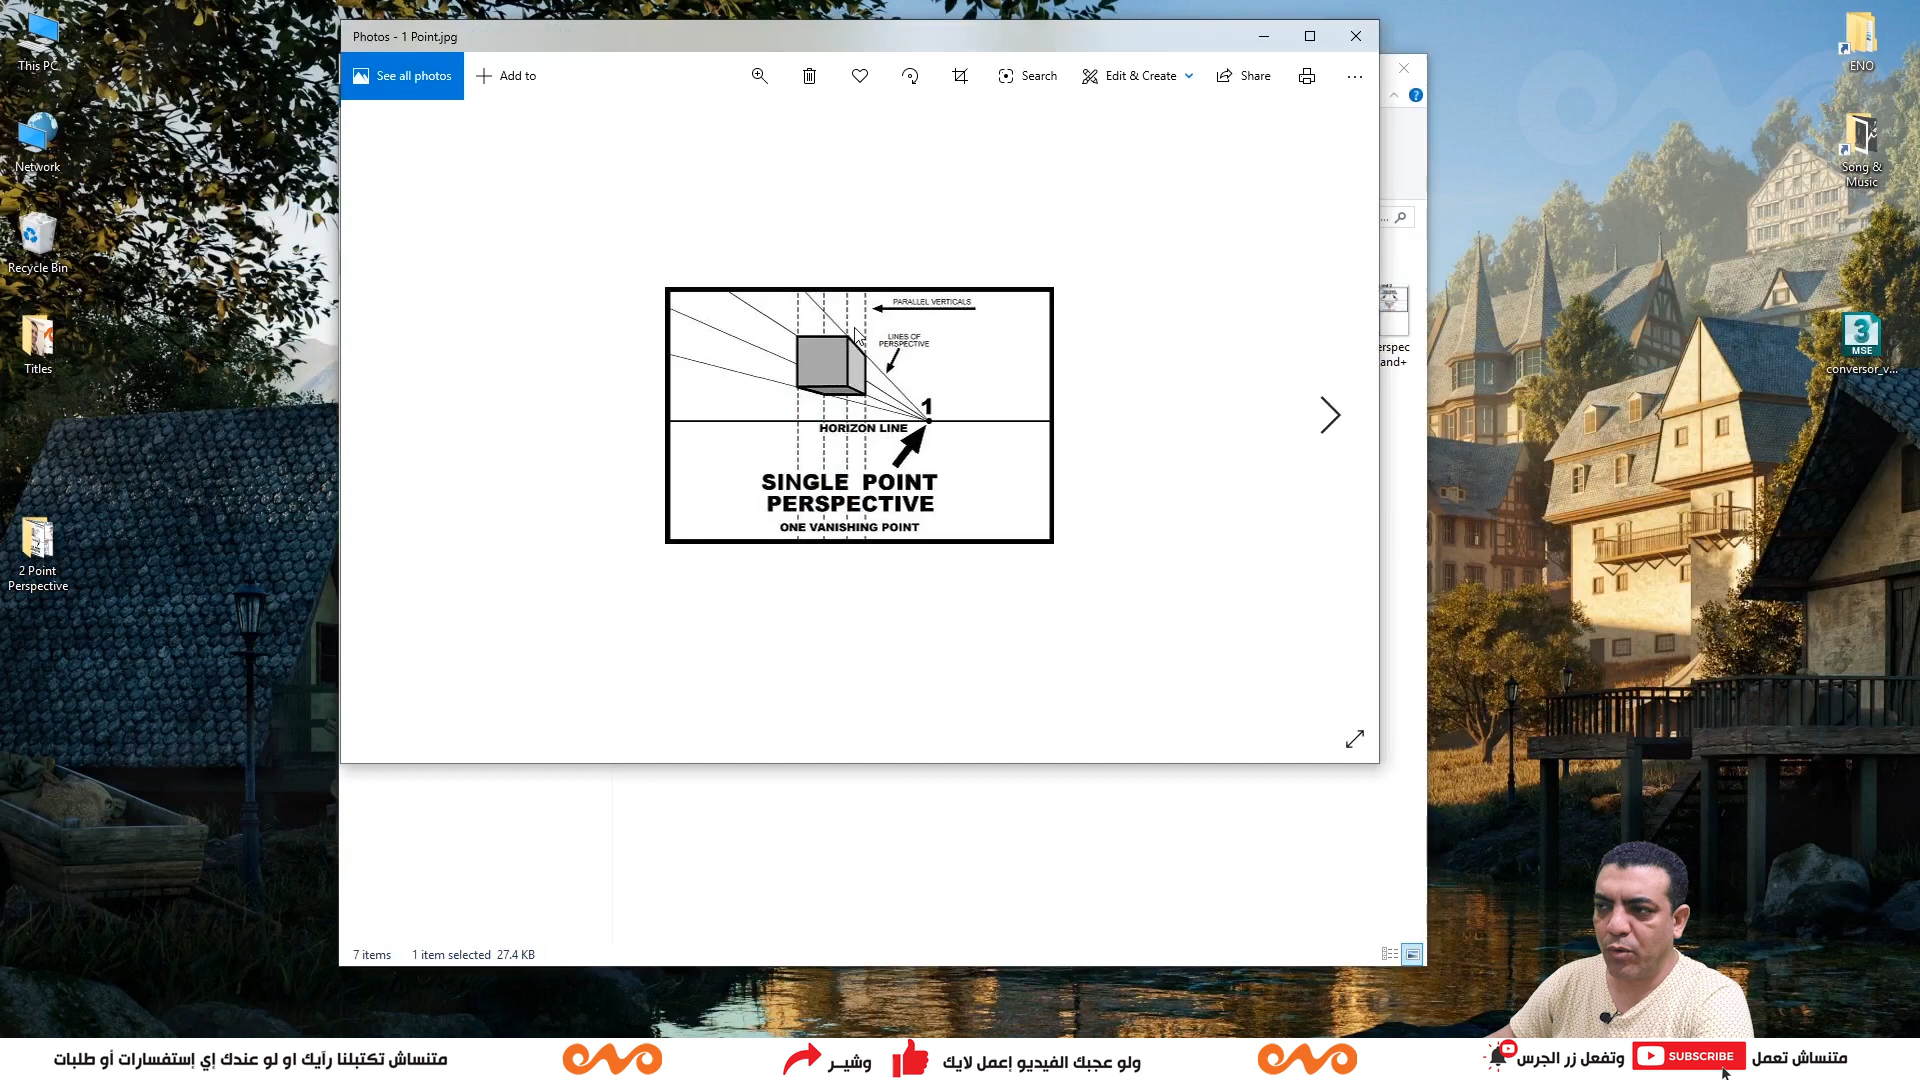 This PC
Network
Recycle Bin
Titles
2 Point
Perspective
Photos - 1 Point.jpg
See all photos
Add to
Search
Edit & Create
Share
PARALLEL VERTICALS
LINES OF
PERSPECTIVE
1
HORIZON LINE
SINGLE POINT
PERSPECTIVE
ONE VANISHING POINT
erspec
and+
7 items
1 item selected 27.4 KB
ENO
Song &
Music
3
MSE
conversor_v...
متنساش تكتبلنا رأيك او لو عندك إي إستفسارات أو طلبات
وشيـر
ولو عجبك الفيديو إعمل لايك
وتفعل زر الجرس
SUBSCRIBE
متنساش تعمل